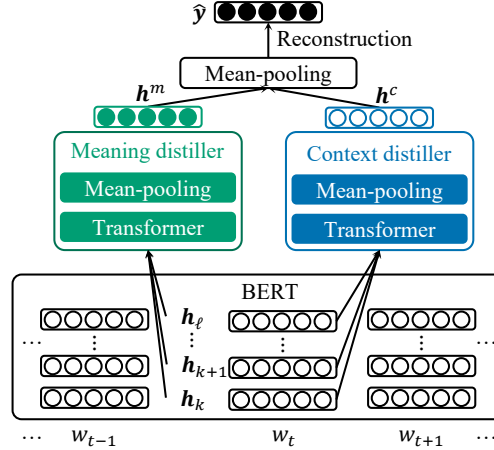 ŷ
Reconstruction
Mean-pooling
h^m
h^c
Meaning distiller
Mean-pooling
Transformer
Context distiller
Mean-pooling
Transformer
BERT
h_ℓ
⋮ ⋮ ⋮ ⋮
... ...
h_{k+1}
h_k
... w_{t−1} w_t w_{t+1} ...